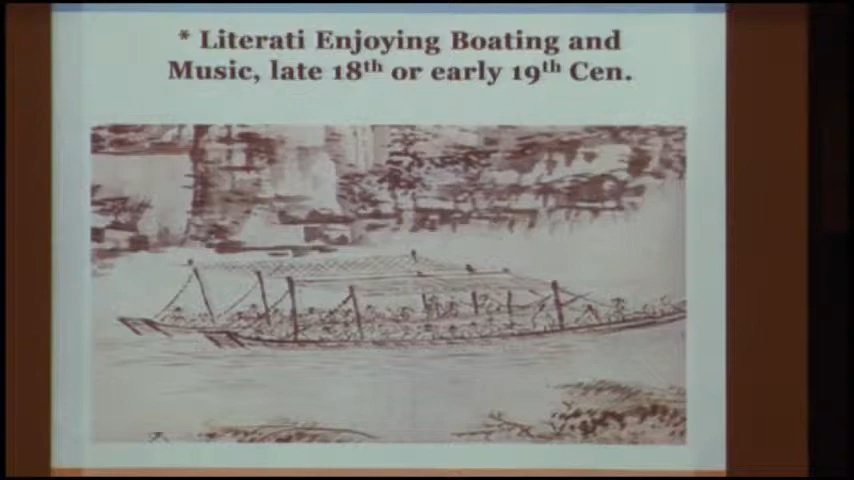 * Literati Enjoying Boating and
Music, late 18th or early 19th Cen.